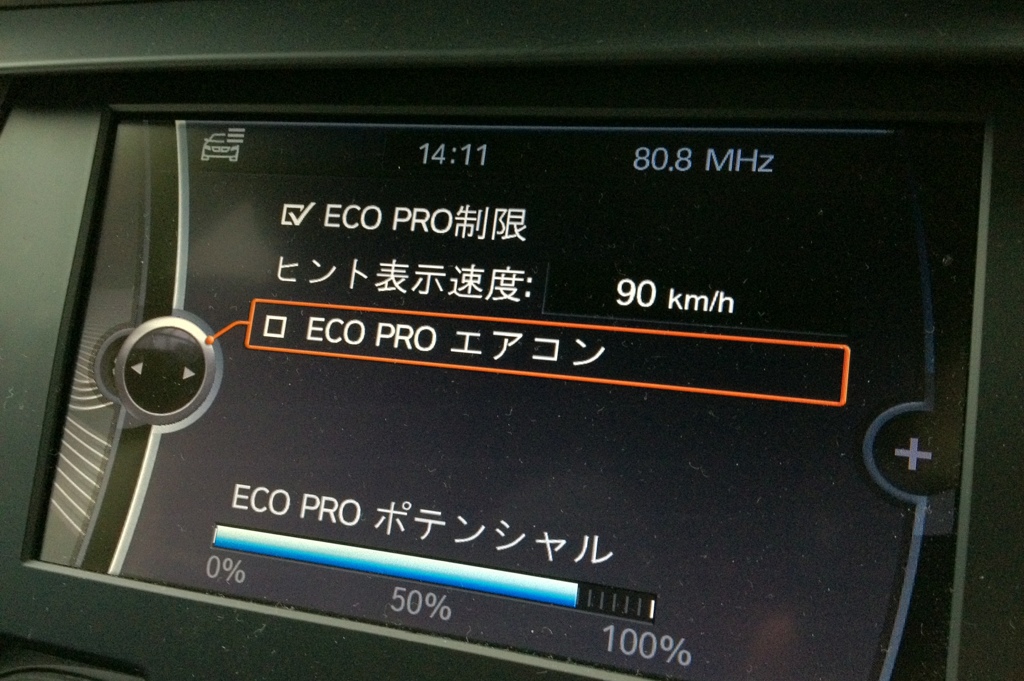 14:11 80.8 MHz
ECO PRO制限
ヒント表示速度: 90 km/h
ECO PRO エアコン
ECO PRO ポテンシャル
0% 50% 100%